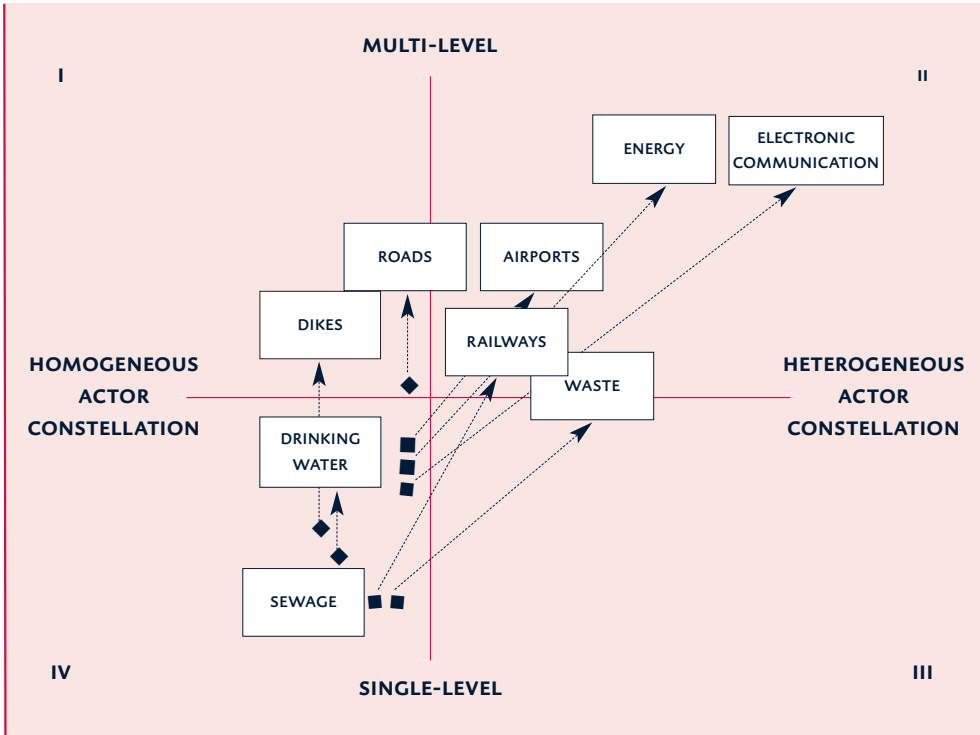 MULTI-LEVEL
I
II
ENERGY
ELECTRONIC
COMMUNICATION
ROADS
AIRPORTS
DIKES
RAILWAYS
WASTE
HOMOGENEOUS
ACTOR
CONSTELLATION
HETEROGENEOUS
ACTOR
CONSTELLATION
DRINKING
WATER
SEWAGE
IV
III
SINGLE-LEVEL